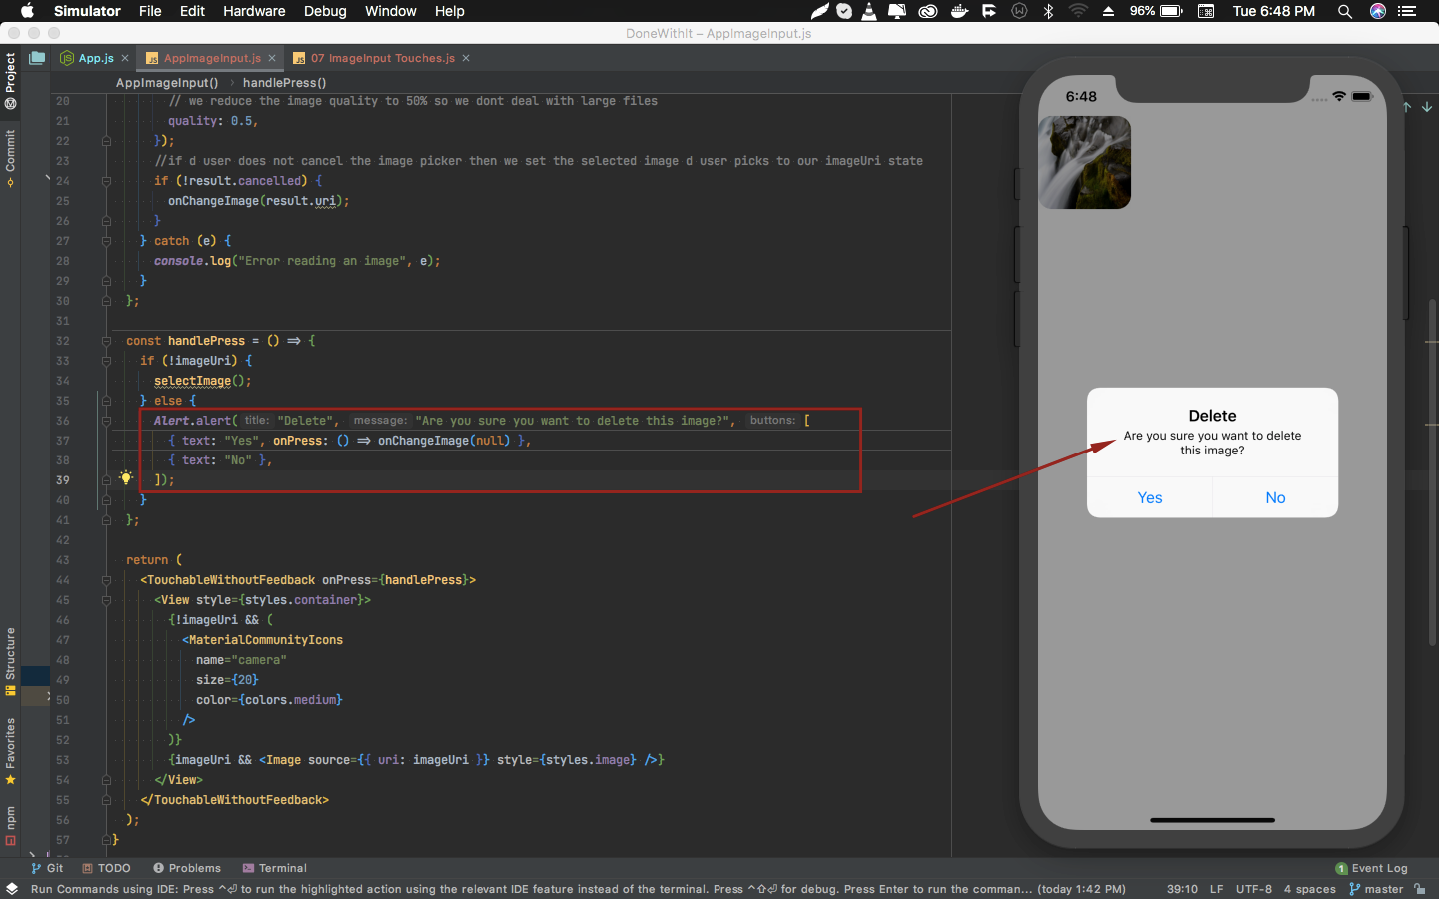 Simulator File Edit Hardware Debug Window Help 96% Tue 6:48 PM
DoneWithIt – AppImageInput.js
Project
Commit
Structure
Favorites
npm
App.js AppImageInput.js 07 ImageInput Touches.js
AppImageInput() › handlePress()
20 // we reduce the image quality to 50% so we dont deal with large files
21 quality: 0.5,
22 });
23 //if d user does not cancel the image picker then we set the selected image d user picks to our imageUri state
24 if (!result.cancelled) {
25 onChangeImage(result.uri);
26 }
27 } catch (e) {
28 console.log("Error reading an image", e);
29 }
30 };
31
32 const handlePress = () => {
33 if (!imageUri) {
34 selectImage();
35 } else {
36 Alert.alert( title: "Delete", message: "Are you sure you want to delete this image?", buttons: [
37 { text: "Yes", onPress: () => onChangeImage(null) },
38 { text: "No" },
39 ]);
40 }
41 };
42
43 return (
44 <TouchableWithoutFeedback onPress={handlePress}>
45 <View style={styles.container}>
46 {!imageUri && (
47 <MaterialCommunityIcons
48 name="camera"
49 size={20}
50 color={colors.medium}
51 />
52 )}
53 {imageUri && <Image source={{ uri: imageUri }} style={styles.image} />}
54 </View>
55 </TouchableWithoutFeedback>
56 );
57 }
6:48
Delete
Are you sure you want to delete
this image?
Yes No
Git TODO Problems Terminal 1 Event Log
Run Commands using IDE: Press ^⏎ to run the highlighted action using the relevant IDE feature instead of the terminal. Press ^⇧⏎ for debug. Press Enter to run the comman... (today 1:42 PM) 39:10 LF UTF-8 4 spaces master